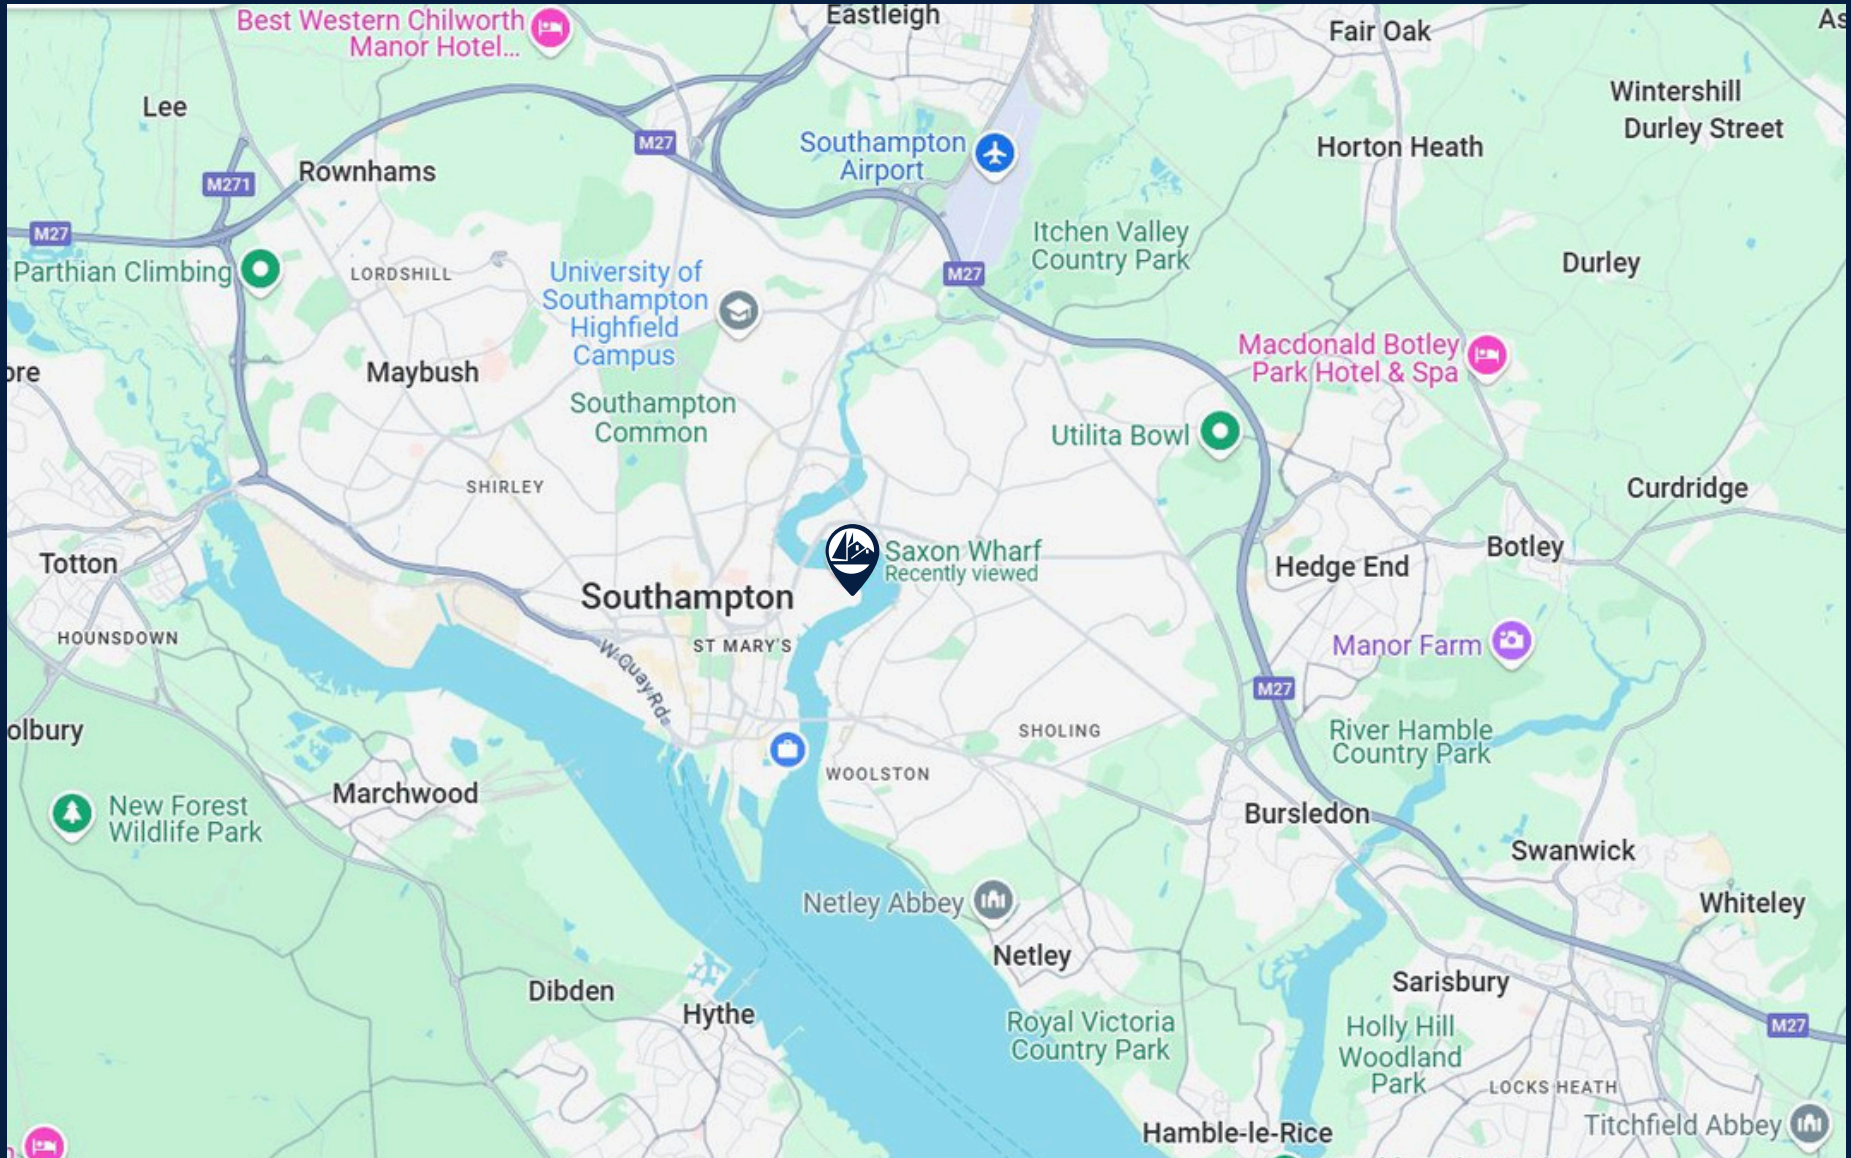 Best Western Chilworth
Manor Hotel...
Eastleigh
Fair Oak
As
Lee
Wintershill
Durley Street
M27
Southampton
Airport
Horton Heath
Rownhams
M271
M27
Itchen Valley
Country Park
Durley
Parthian Climbing
LORDSHILL
University of
Southampton
Highfield
Campus
M27
Macdonald Botley
Park Hotel & Spa
ore
Maybush
Southampton
Common
Utilita Bowl
SHIRLEY
Curdridge
Totton
Saxon Wharf
Recently viewed
Botley
Hedge End
Southampton
HOUNSDOWN
ST MARY'S
Manor Farm
W Quay Rd
M27
olbury
SHOLING
River Hamble
Country Park
WOOLSTON
Marchwood
New Forest
Wildlife Park
Bursledon
Swanwick
Netley Abbey
Whiteley
Netley
Dibden
Sarisbury
Hythe
Royal Victoria
Country Park
Holly Hill
Woodland
Park
M27
LOCKS HEATH
Hamble-le-Rice
Titchfield Abbey